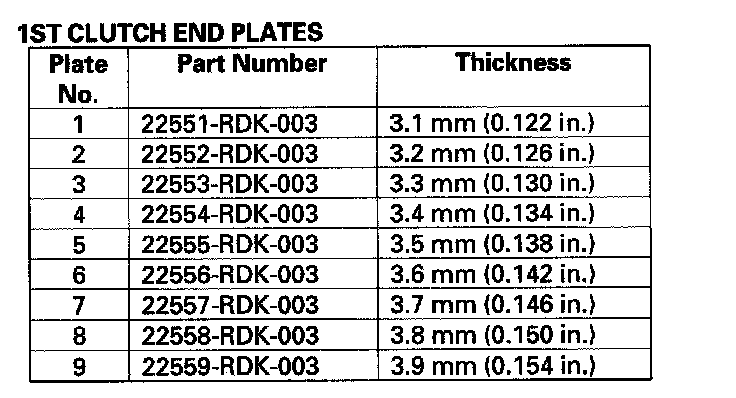 1ST CLUTCH END PLATES
Plate No. Part Number Thickness
1 22551-RDK-003 3.1 mm (0.122 in.)
2 22552-RDK-003 3.2 mm (0.126 in.)
3 22553-RDK-003 3.3 mm (0.130 in.)
4 22554-RDK-003 3.4 mm (0.134 in.)
5 22555-RDK-003 3.5 mm (0.138 in.)
6 22556-RDK-003 3.6 mm (0.142 in.)
7 22557-RDK-003 3.7 mm (0.146 in.)
8 22558-RDK-003 3.8 mm (0.150 in.)
9 22559-RDK-003 3.9 mm (0.154 in.)